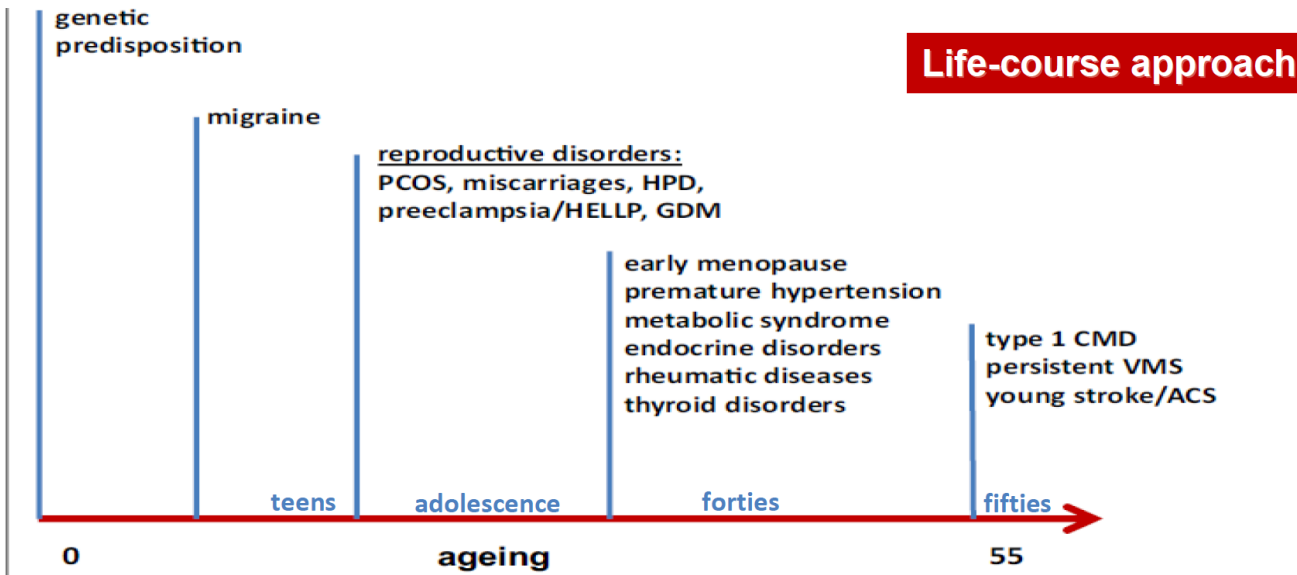 genetic
predisposition
Life-course approach
migraine
reproductive disorders:
PCOS, miscarriages, HPD,
preeclampsia/HELLP, GDM
early menopause
premature hypertension
metabolic syndrome
endocrine disorders
rheumatic diseases
thyroid disorders
type 1 CMD
persistent VMS
young stroke/ACS
teens
adolescence
forties
fifties
0
ageing
55